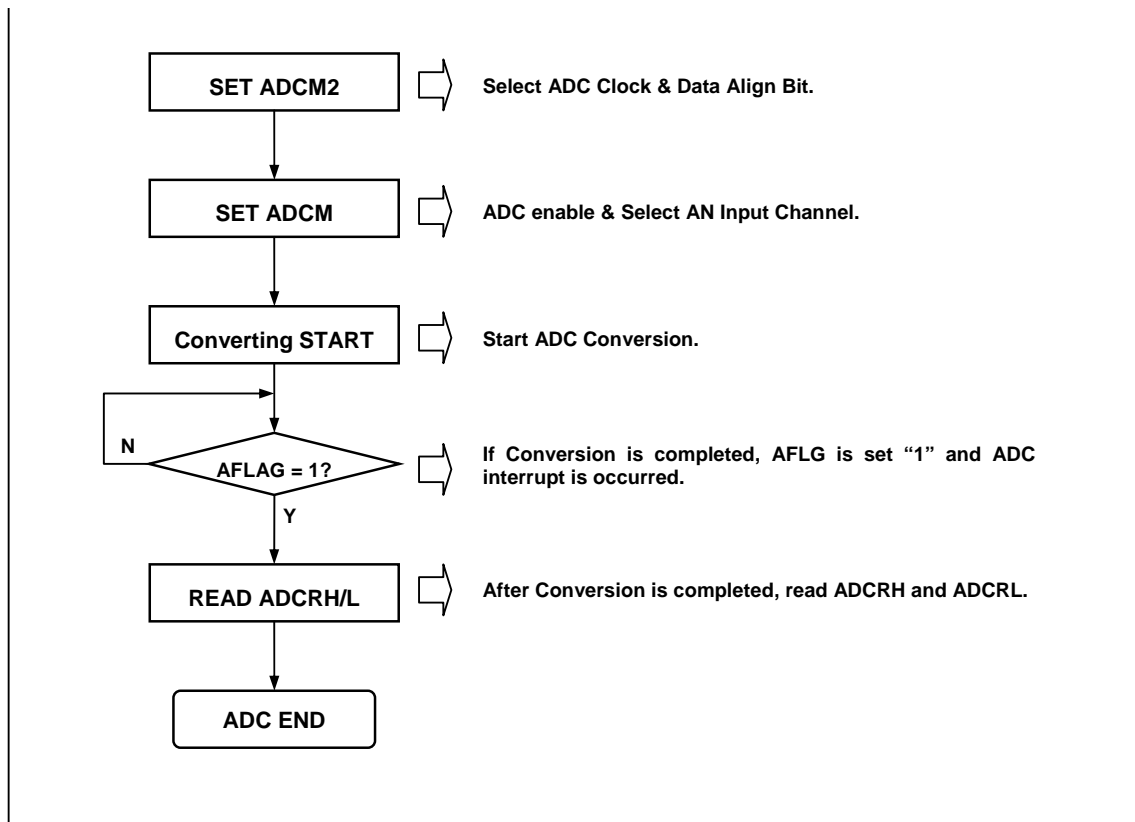 SET ADCM2
Select ADC Clock & Data Align Bit.
SET ADCM
ADC enable & Select AN Input Channel.
Converting START
Start ADC Conversion.
N
AFLAG = 1?
If Conversion is completed, AFLG is set “1” and ADC
interrupt is occurred.
Y
READ ADCRH/L
After Conversion is completed, read ADCRH and ADCRL.
ADC END